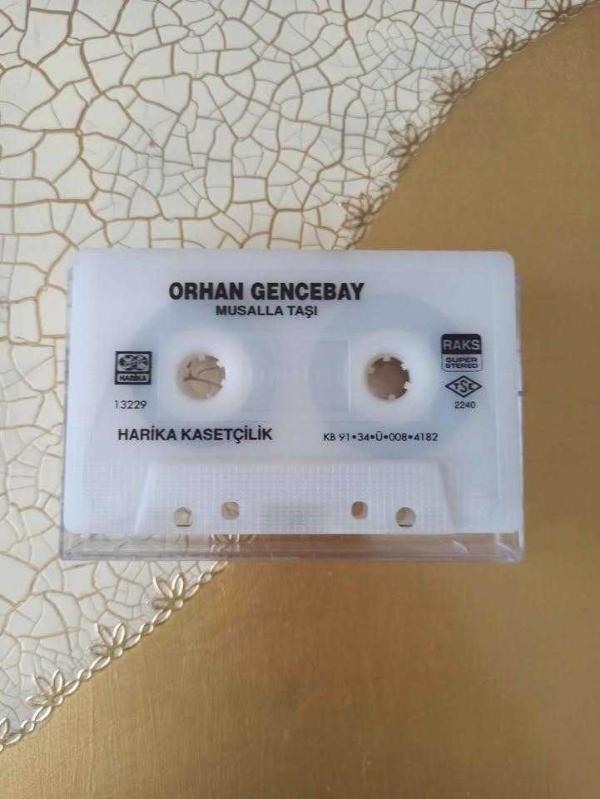 ORHAN GENCEBAY
MUSALLA TAŞI
HARİKA
13229
RAKS
SUPER
STEREO
TSE
2240
HARİKA KASETÇİLİK
KB 91•34•Ü•008•4182